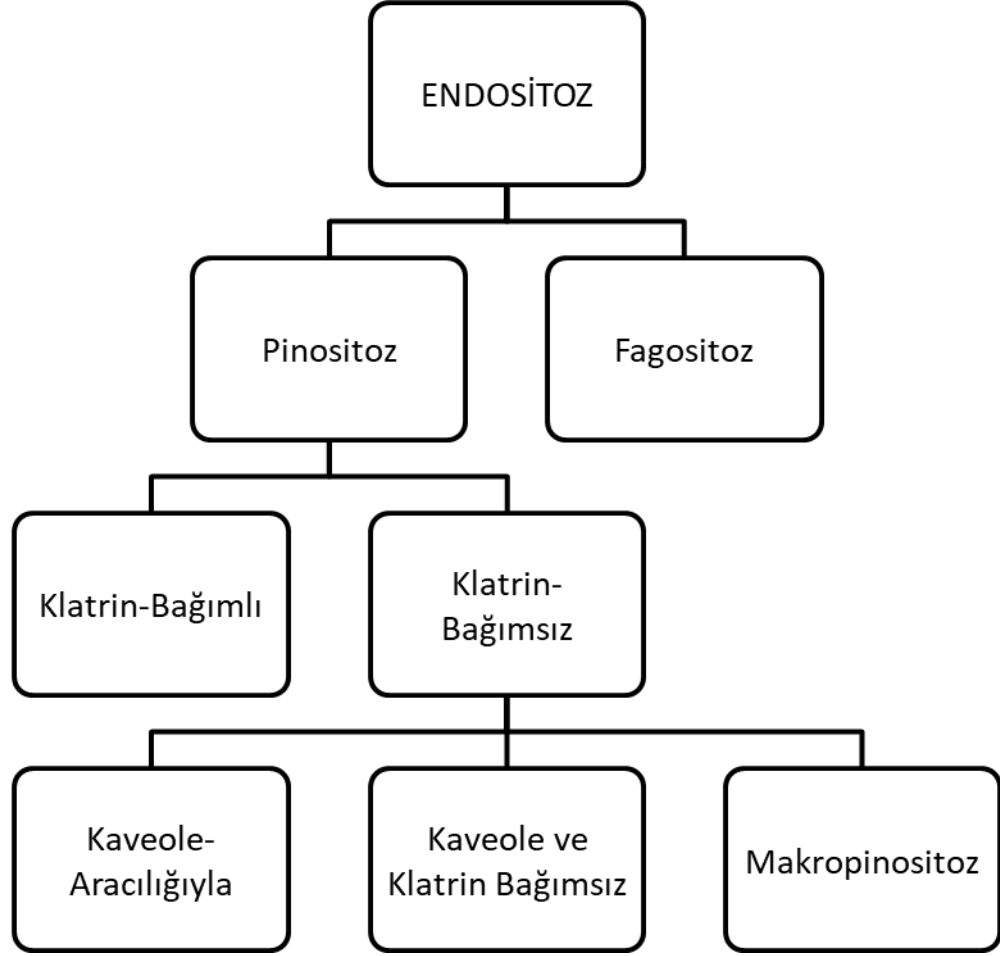 ENDOSİTOZ
Pinositoz
Fagositoz
Klatrin-Bağımlı
Klatrin-
Bağımsız
Kaveole-
Aracılığıyla
Kaveole ve
Klatrin Bağımsız
Makropinositoz